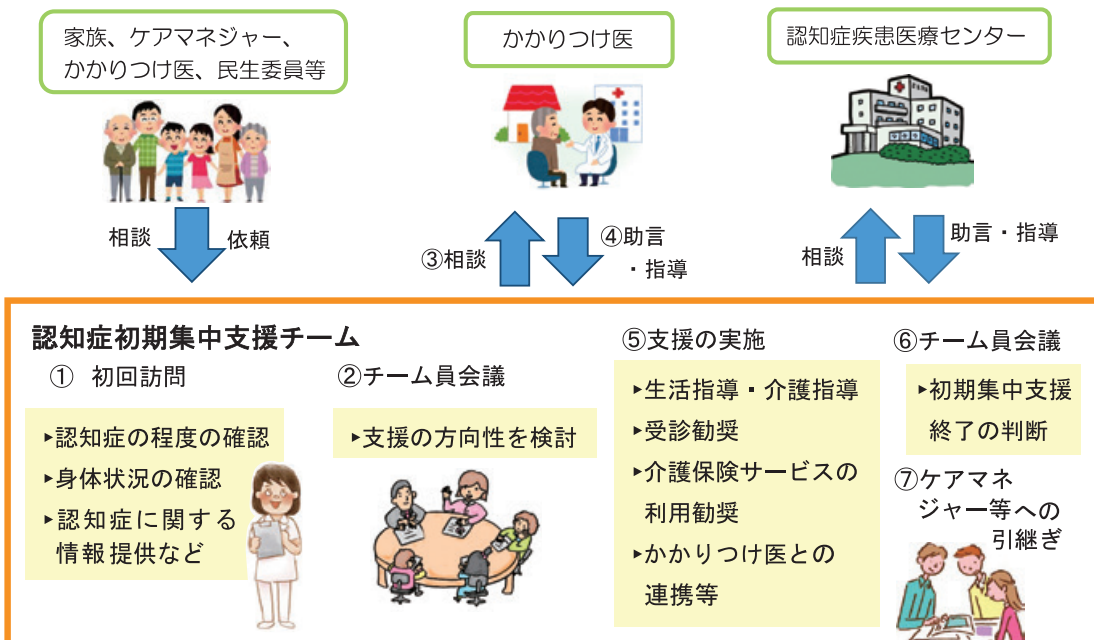 家族、ケアマネジャー、
かかりつけ医、民生委員等
かかりつけ医
認知症疾患医療センター
相談
依頼
③相談
④助言
・指導
相談
助言・指導
認知症初期集中支援チーム
① 初回訪問
▸認知症の程度の確認
▸身体状況の確認
▸認知症に関する
情報提供など
②チーム員会議
▸支援の方向性を検討
⑤支援の実施
▸生活指導・介護指導
▸受診勧奨
▸介護保険サービスの
利用勧奨
▸かかりつけ医との
連携等
⑥チーム員会議
▸初期集中支援
終了の判断
⑦ケアマネ
ジャー等への
引継ぎ